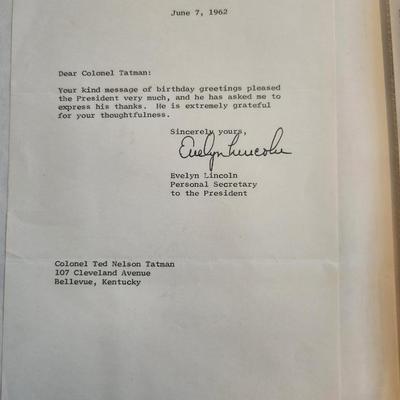 June 7, 1962
Dear Colonel Tatman:
Your kind message of birthday greetings pleased
the President very much, and he has asked me to
express his thanks. He is extremely grateful
for your thoughtfulness.
Sincerely yours,
Evelyn Lincoln
Evelyn Lincoln
Personal Secretary
to the President
Colonel Ted Nelson Tatman
107 Cleveland Avenue
Bellevue, Kentucky